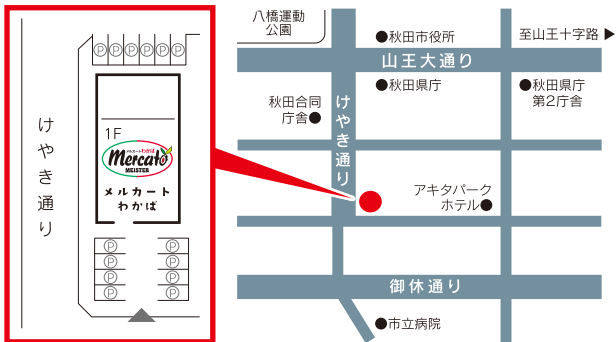 Ⓟ Ⓟ Ⓟ Ⓟ Ⓟ Ⓟ
けやき通り
1F
メルカートわかば
Mercato
MEISTER
メルカート
わかば
Ⓟ Ⓟ
Ⓟ Ⓟ
Ⓟ Ⓟ
Ⓟ Ⓟ
八橋運動
公園
●秋田市役所
至山王十字路 ▶
山王大通り
●秋田県庁
●秋田県庁
第2庁舎
秋田合同
庁舎●
けやき通り
アキタパーク
ホテル●
御休通り
●市立病院